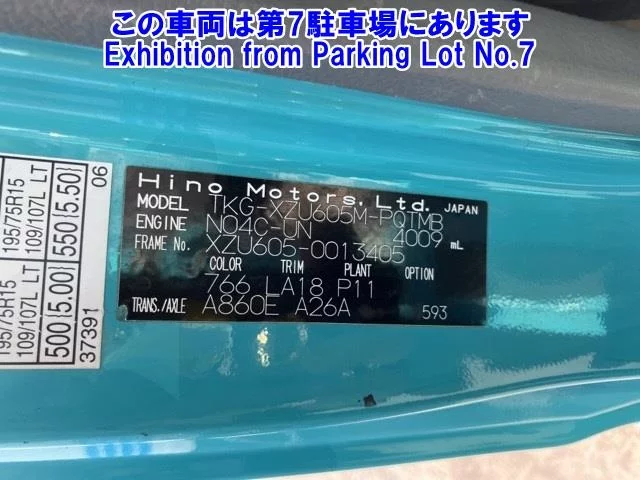 この車両は第7駐車場にあります
Exhibition from Parking Lot No.7
Hino Motors, Ltd. JAPAN
MODEL TKG-XZU605M-PQTMB
ENGINE N04C-UN 4009 mL
FRAME No. XZU605-0013405
COLOR TRIM PLANT OPTION
766 LA18 P11
TRANS./AXLE A860E A26A 593
195/75R15
109/107L LT
500(5.00)
37391
195/75R15
109/107L LT
550(5.50)
06